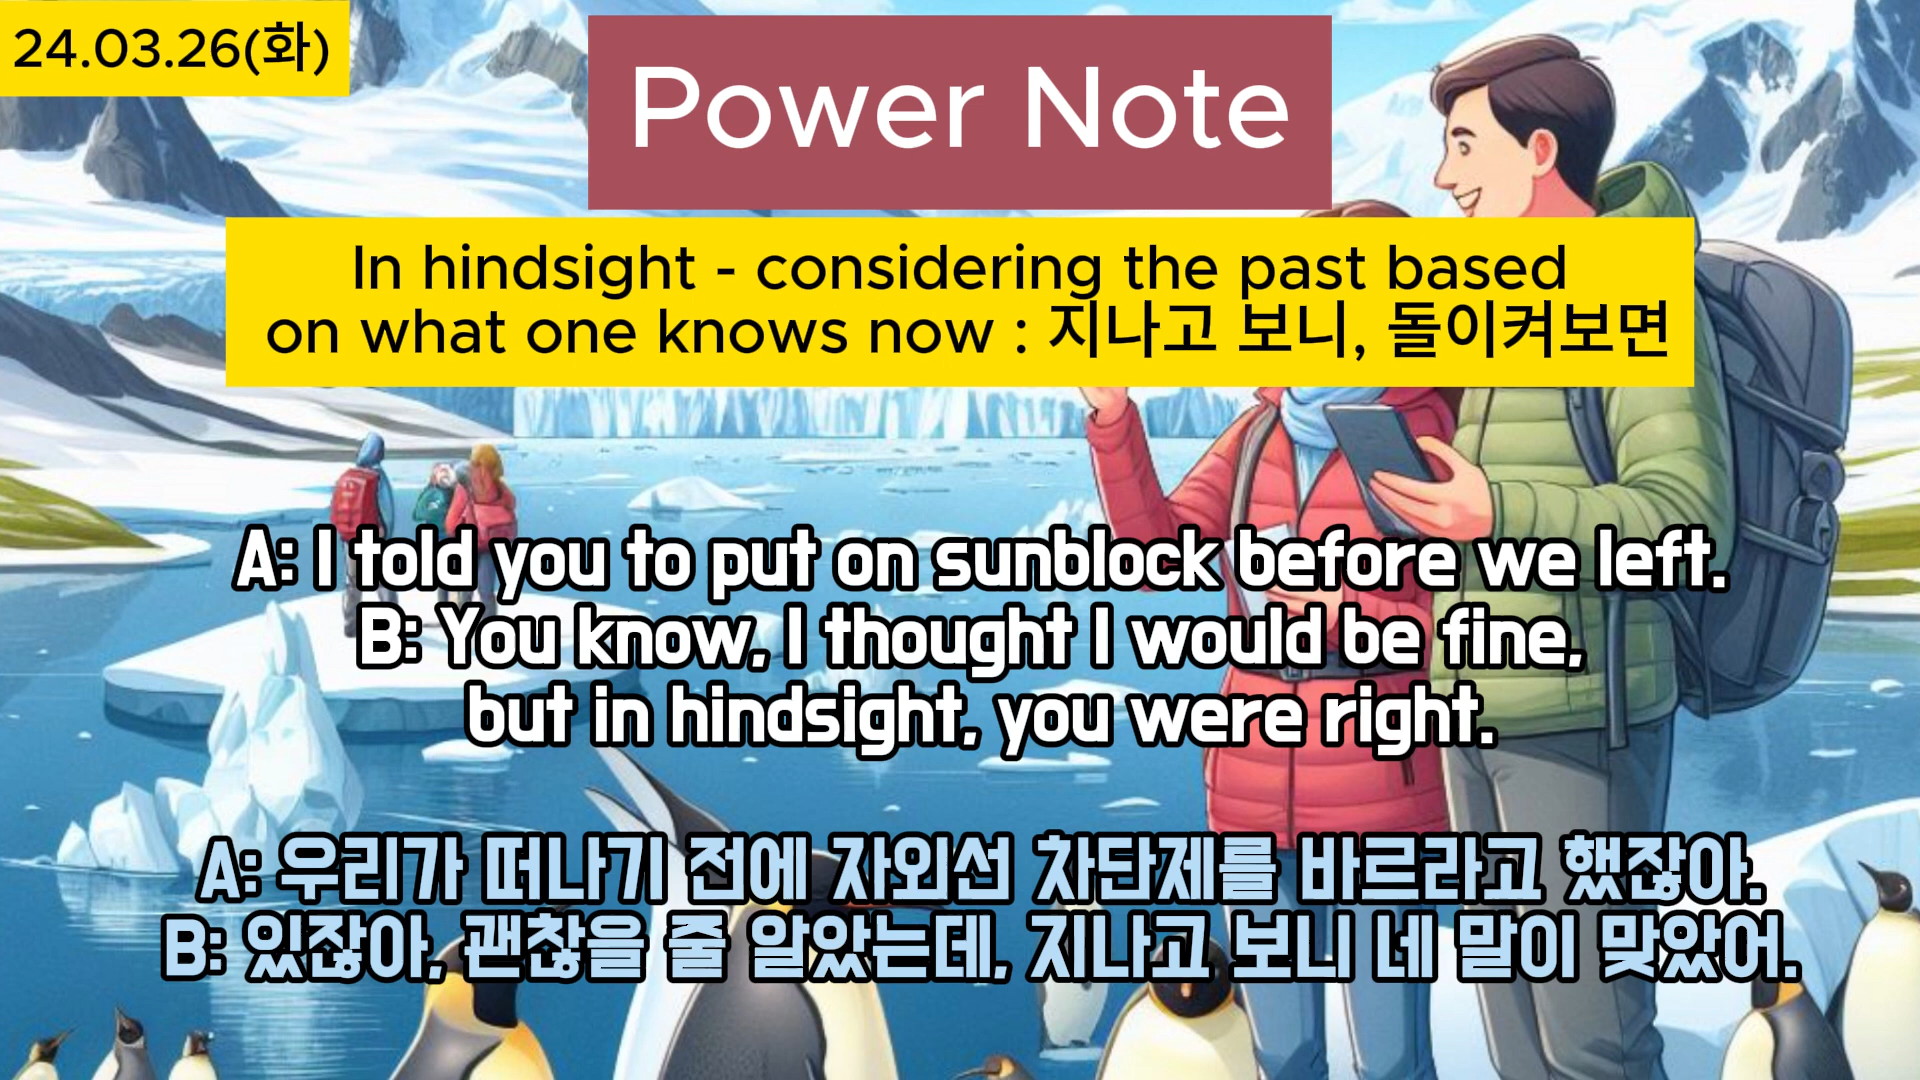 24.03.26(화)
Power Note
In hindsight - considering the past based
on what one knows now : 지나고 보니, 돌이켜보면
A: I told you to put on sunblock before we left.
B: You know, I thought I would be fine,
but in hindsight, you were right.
A: 우리가 떠나기 전에 자외선 차단제를 바르라고 했잖아.
B: 있잖아, 괜찮을 줄 알았는데, 지나고 보니 네 말이 맞았어.